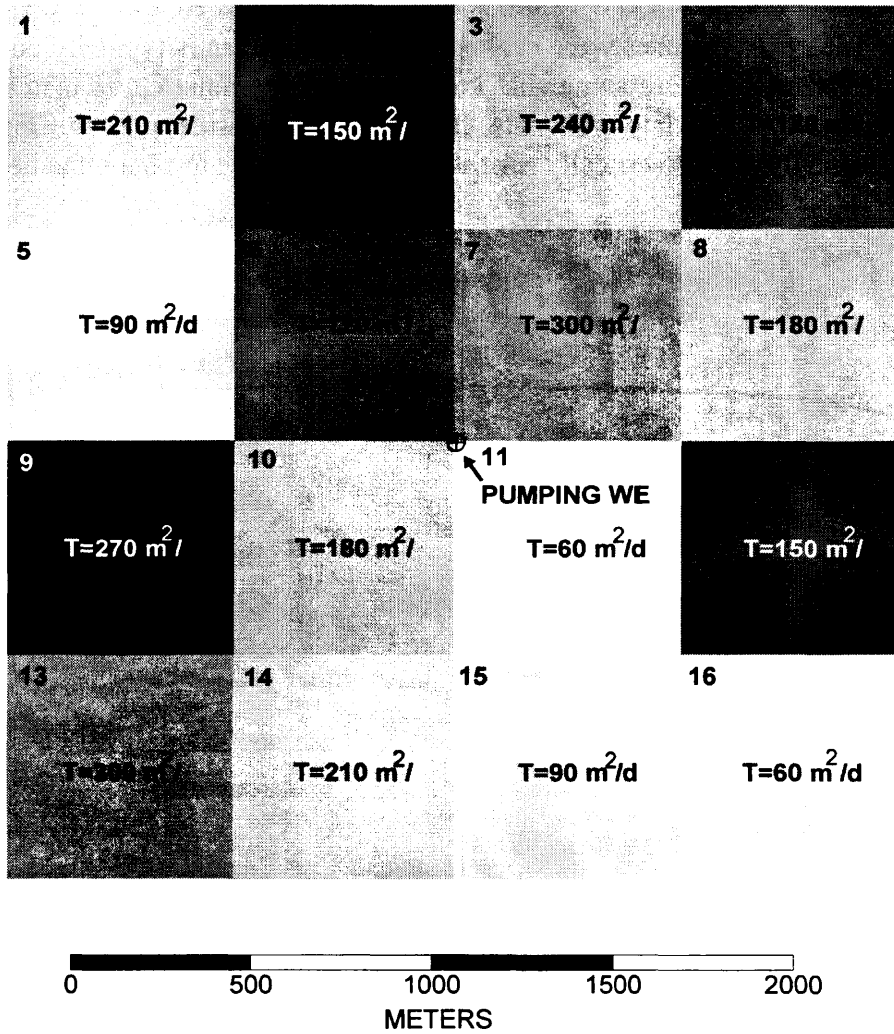 1
3
T=210 m²/
T=150 m²/
T=240 m²/
5
7
8
T=90 m²/d
T=300 m²/
T=180 m²/
9
10
11
PUMPING WE
T=270 m²/
T=180 m²/
T=60 m²/d
T=150 m²/
13
14
15
16
T=300 m²/
T=210 m²/
T=90 m²/d
T=60 m²/d
0 500 1000 1500 2000
METERS